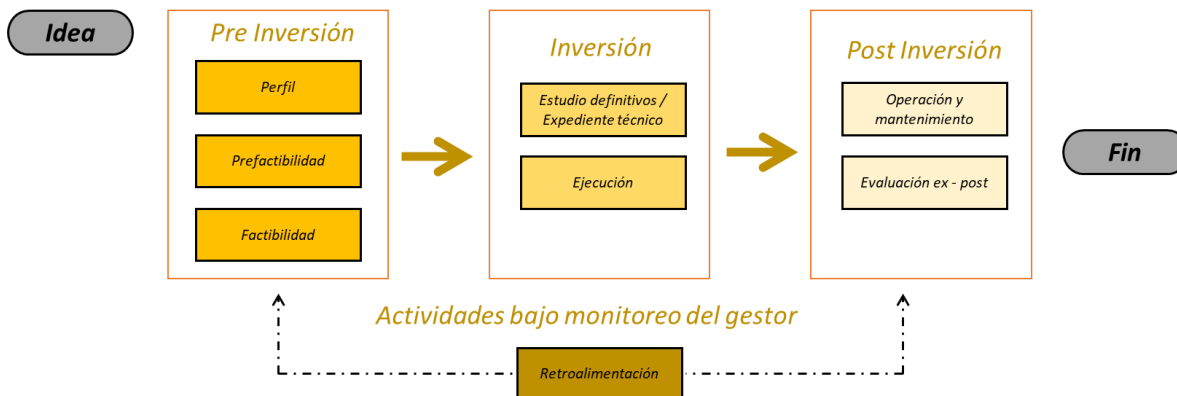 Idea
Pre Inversión
Perfil
Prefactibilidad
Factibilidad
Inversión
Estudio definitivos /
Expediente técnico
Ejecución
Post Inversión
Operación y
mantenimiento
Evaluación ex - post
Fin
Actividades bajo monitoreo del gestor
Retroalimentación